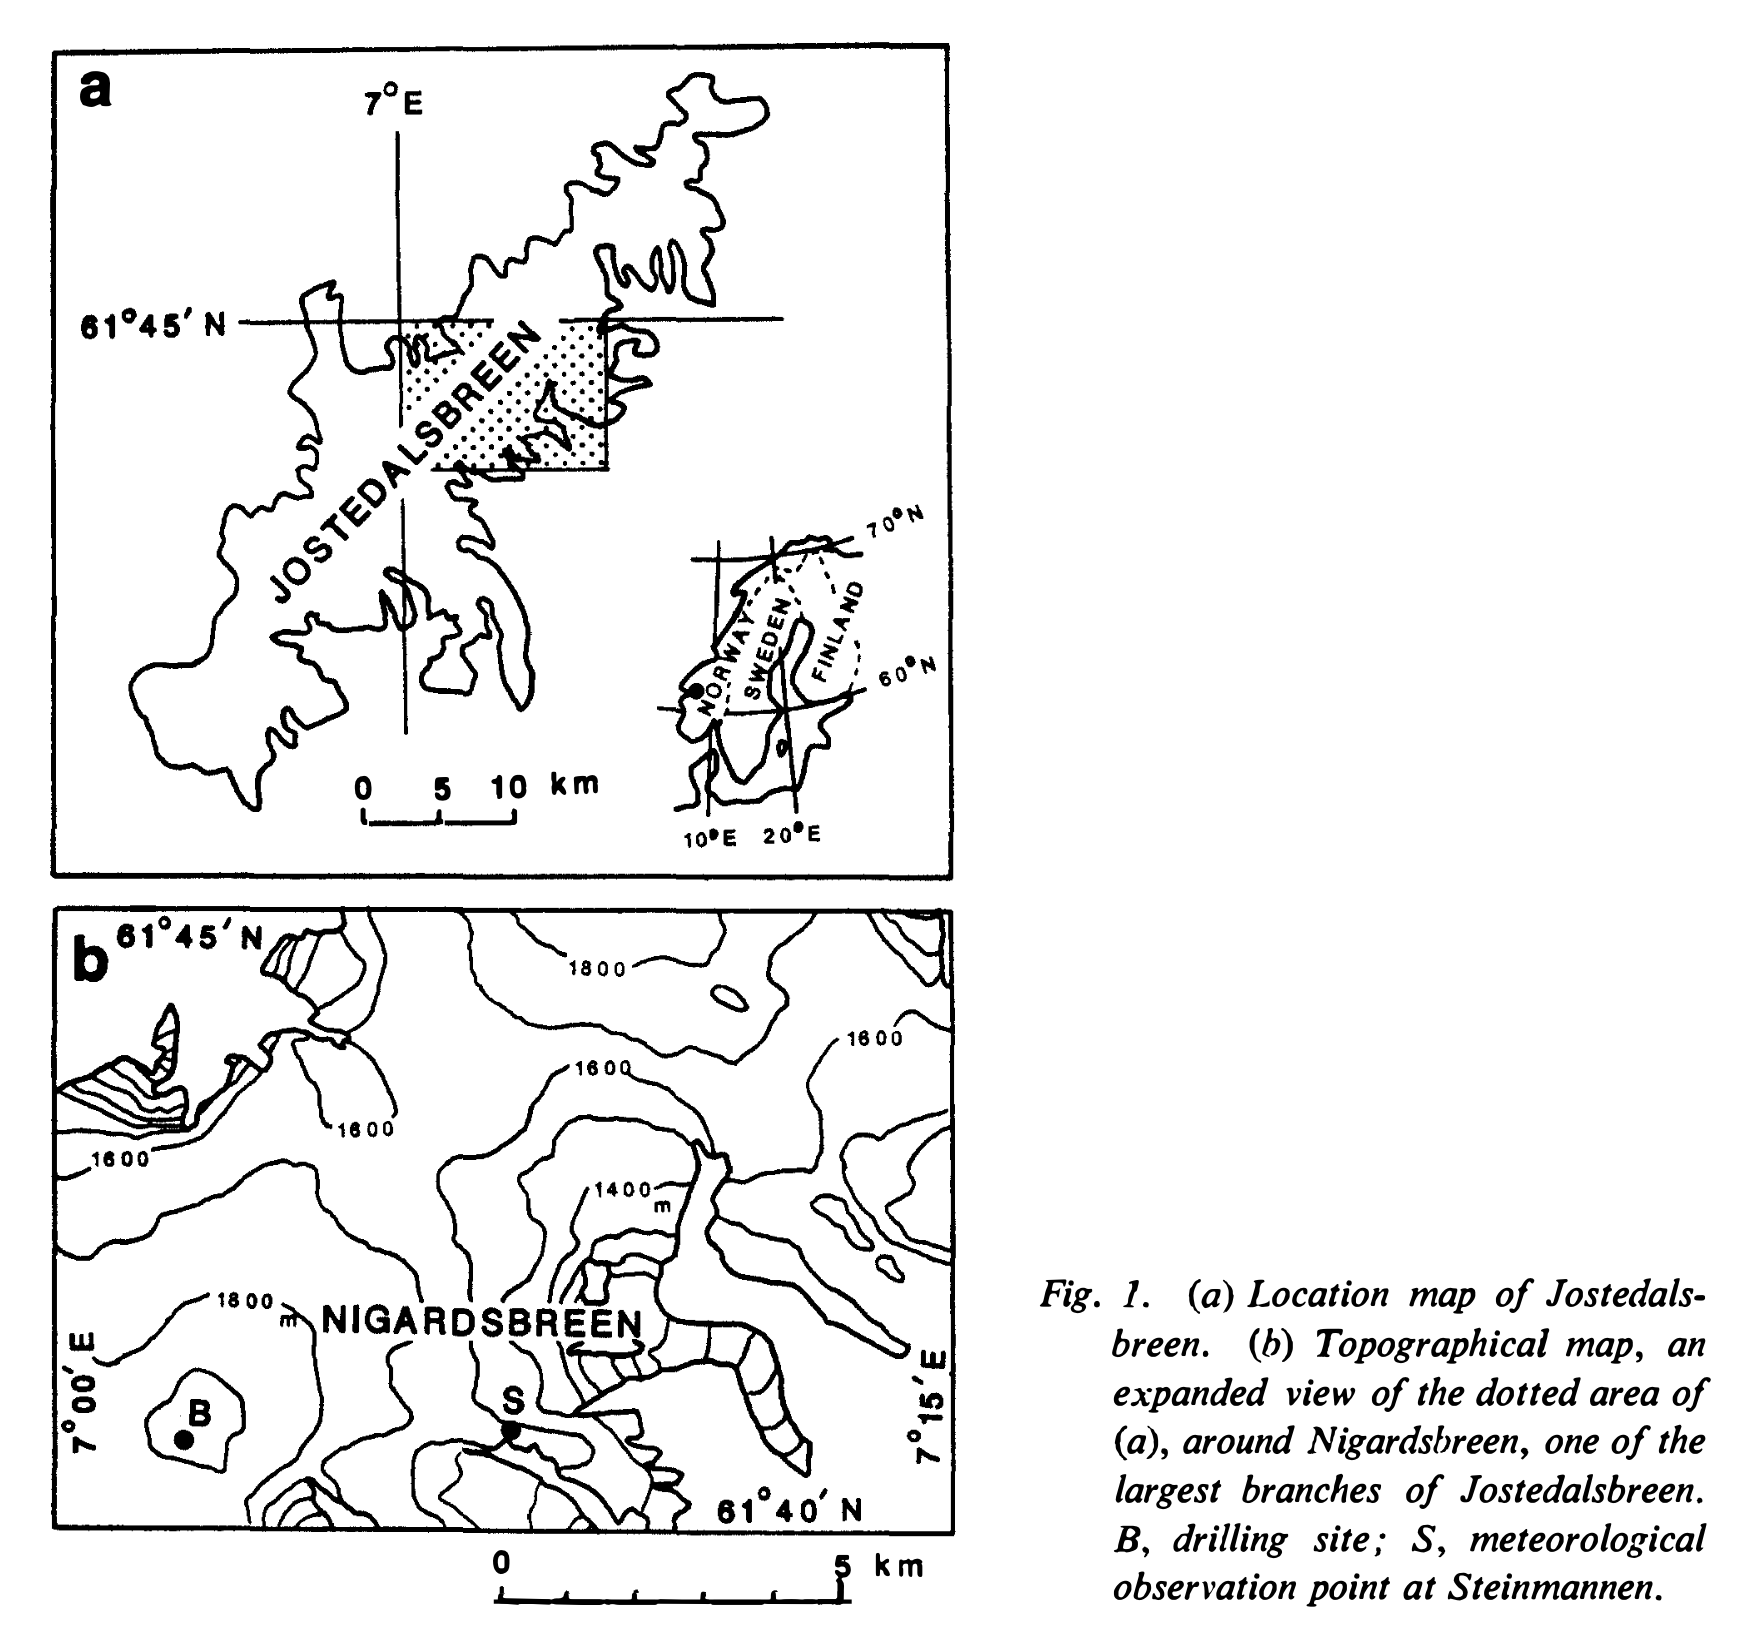 a
7°E
61°45′N
JOSTEDALSBREEN
70°N
NORWAY
SWEDEN
FINLAND
60°N
0 5 10 km
10°E 20°E
b
61°45′N
1800
1600
1600
1600
1600
1400
m
1800
m
NIGARDSBREEN
7°00′E
7°15′E
B
S
61°40′N
0 5 km
Fig. 1. (a) Location map of Jostedals-
breen. (b) Topographical map, an
expanded view of the dotted area of
(a), around Nigardsbreen, one of the
largest branches of Jostedalsbreen.
B, drilling site; S, meteorological
observation point at Steinmannen.